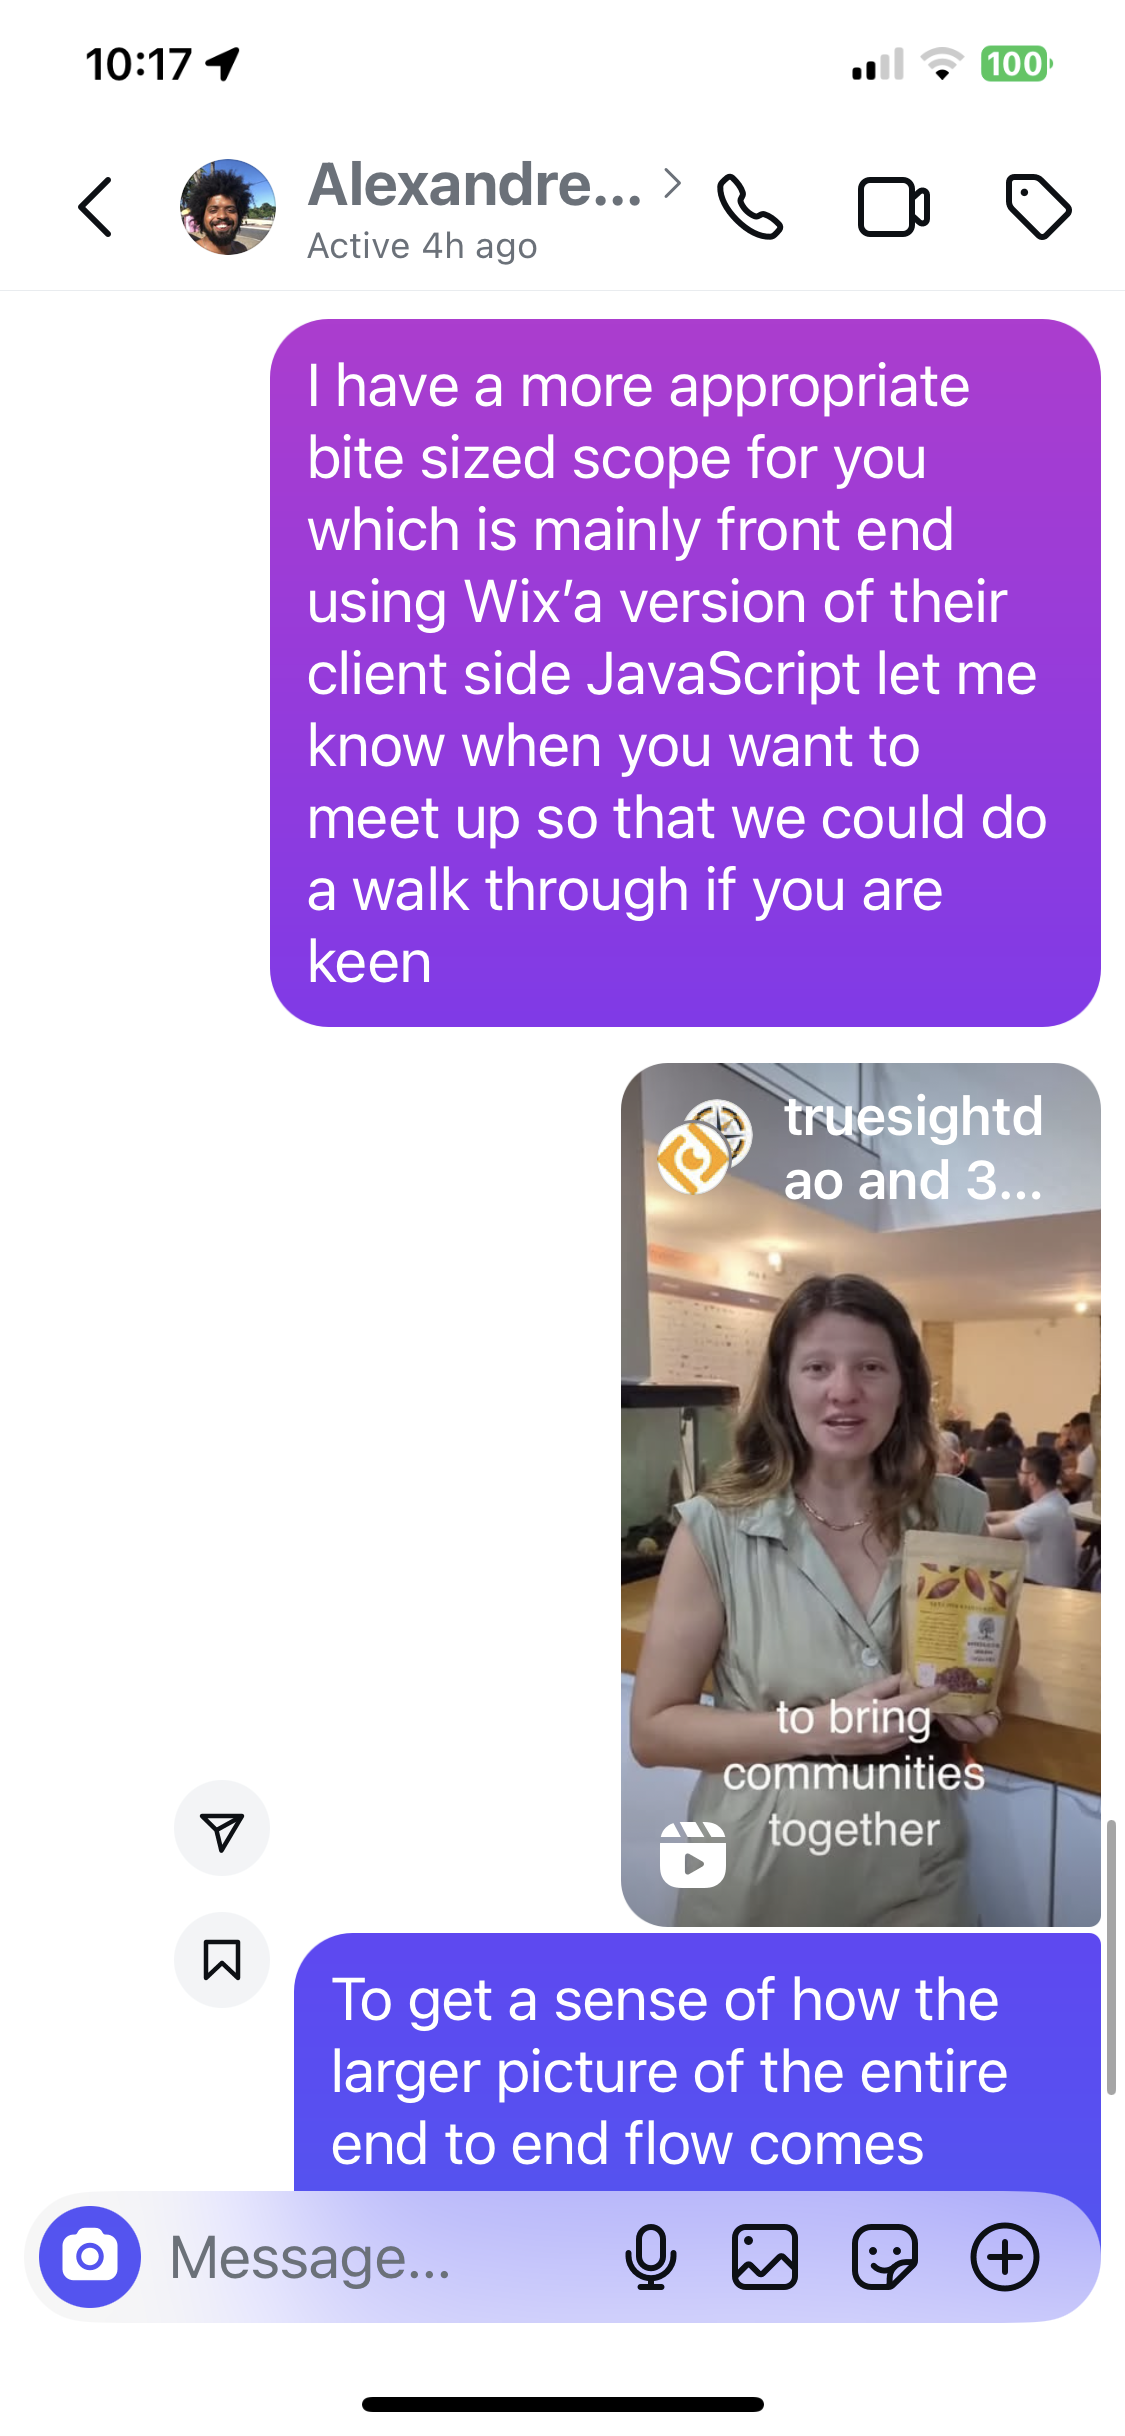 10:17
100
Alexandre...
Active 4h ago
I have a more appropriate
bite sized scope for you
which is mainly front end
using Wix’a version of their
client side JavaScript let me
know when you want to
meet up so that we could do
a walk through if you are
keen
truesightd
ao and 3...
to bring
communities
together
To get a sense of how the
larger picture of the entire
end to end flow comes
Message...